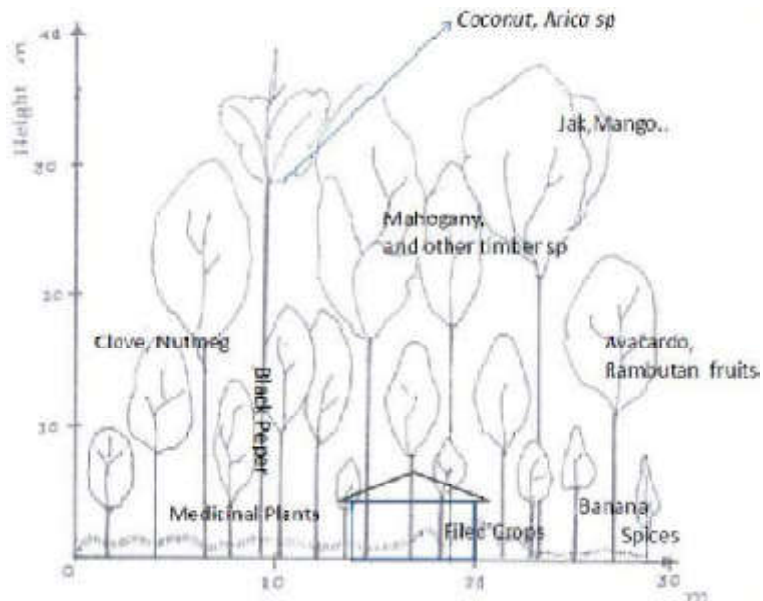 Coconut, Arica sp
40
Height m
Jak,Mango..
30
Mahogany,
and other timber sp
20
Clove, Nutmeg
Avacardo,
Rambutan fruits
Black Peper
10
Medicinal Plants
Filed Crops
Banana
Spices
0
10
20
30
m